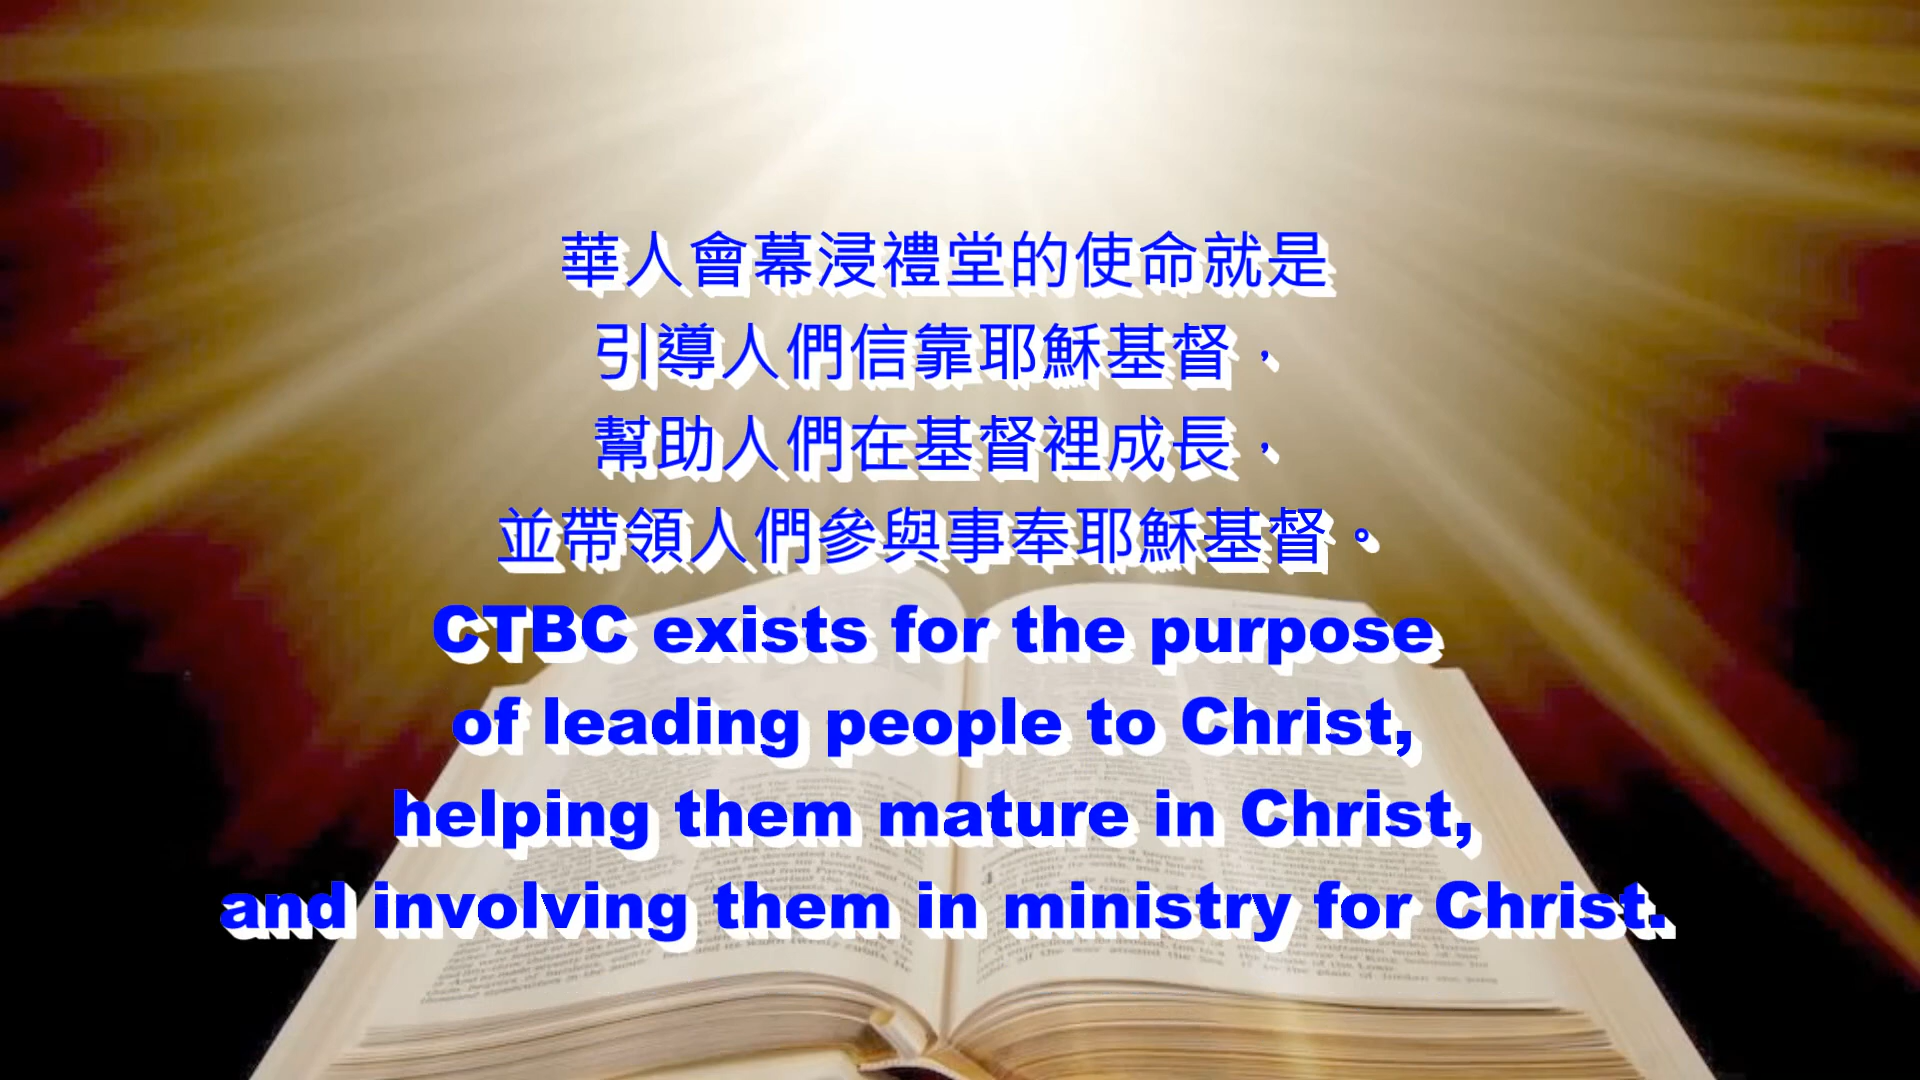 華人會幕浸禮堂的使命就是
引導人們信靠耶穌基督，
幫助人們在基督裡成長，
並帶領人們參與事奉耶穌基督。
CTBC exists for the purpose
of leading people to Christ,
helping them mature in Christ,
and involving them in ministry for Christ.